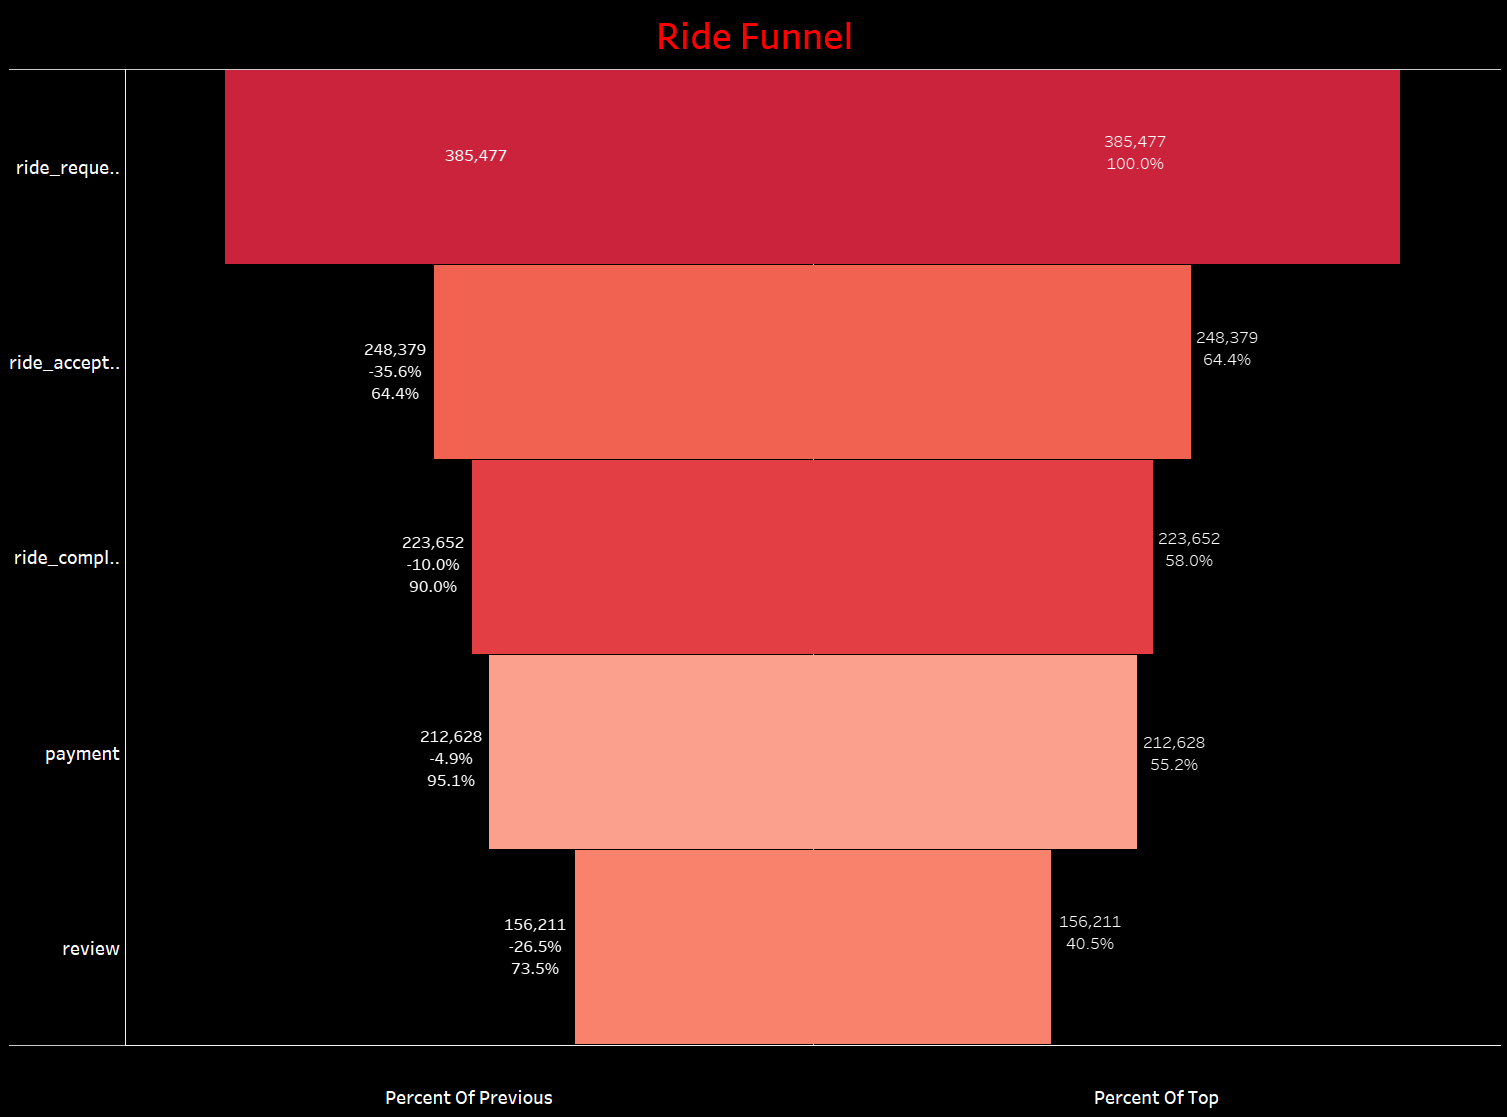 Ride Funnel
ride_reque..
385,477
385,477
100.0%
ride_accept..
248,379
-35.6%
64.4%
248,379
64.4%
ride_compl..
223,652
-10.0%
90.0%
223,652
58.0%
payment
212,628
-4.9%
95.1%
212,628
55.2%
review
156,211
-26.5%
73.5%
156,211
40.5%
Percent Of Previous
Percent Of Top